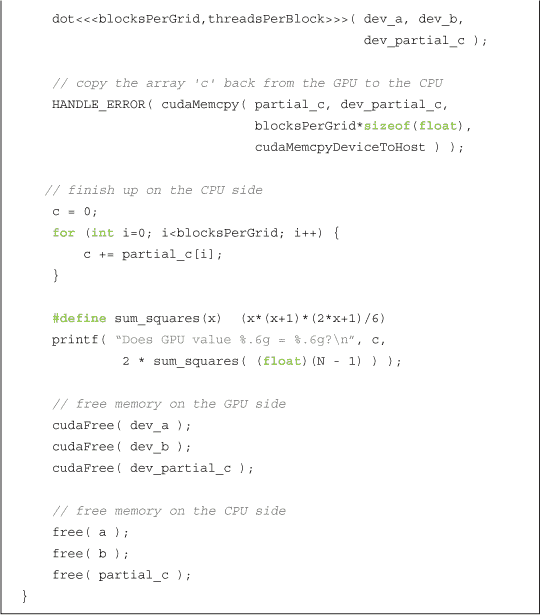 dot<<<blocksPerGrid,threadsPerBlock>>>( dev_a, dev_b,
dev_partial_c );
// copy the array 'c' back from the GPU to the CPU
HANDLE_ERROR( cudaMemcpy( partial_c, dev_partial_c,
blocksPerGrid*sizeof(float),
cudaMemcpyDeviceToHost ) );
// finish up on the CPU side
c = 0;
for (int i=0; i<blocksPerGrid; i++) {
c += partial_c[i];
}
#define sum_squares(x)  (x*(x+1)*(2*x+1)/6)
printf( “Does GPU value %.6g = %.6g?\n”, c,
2 * sum_squares( (float)(N - 1) ) );
// free memory on the GPU side
cudaFree( dev_a );
cudaFree( dev_b );
cudaFree( dev_partial_c );
// free memory on the CPU side
free( a );
free( b );
free( partial_c );
}